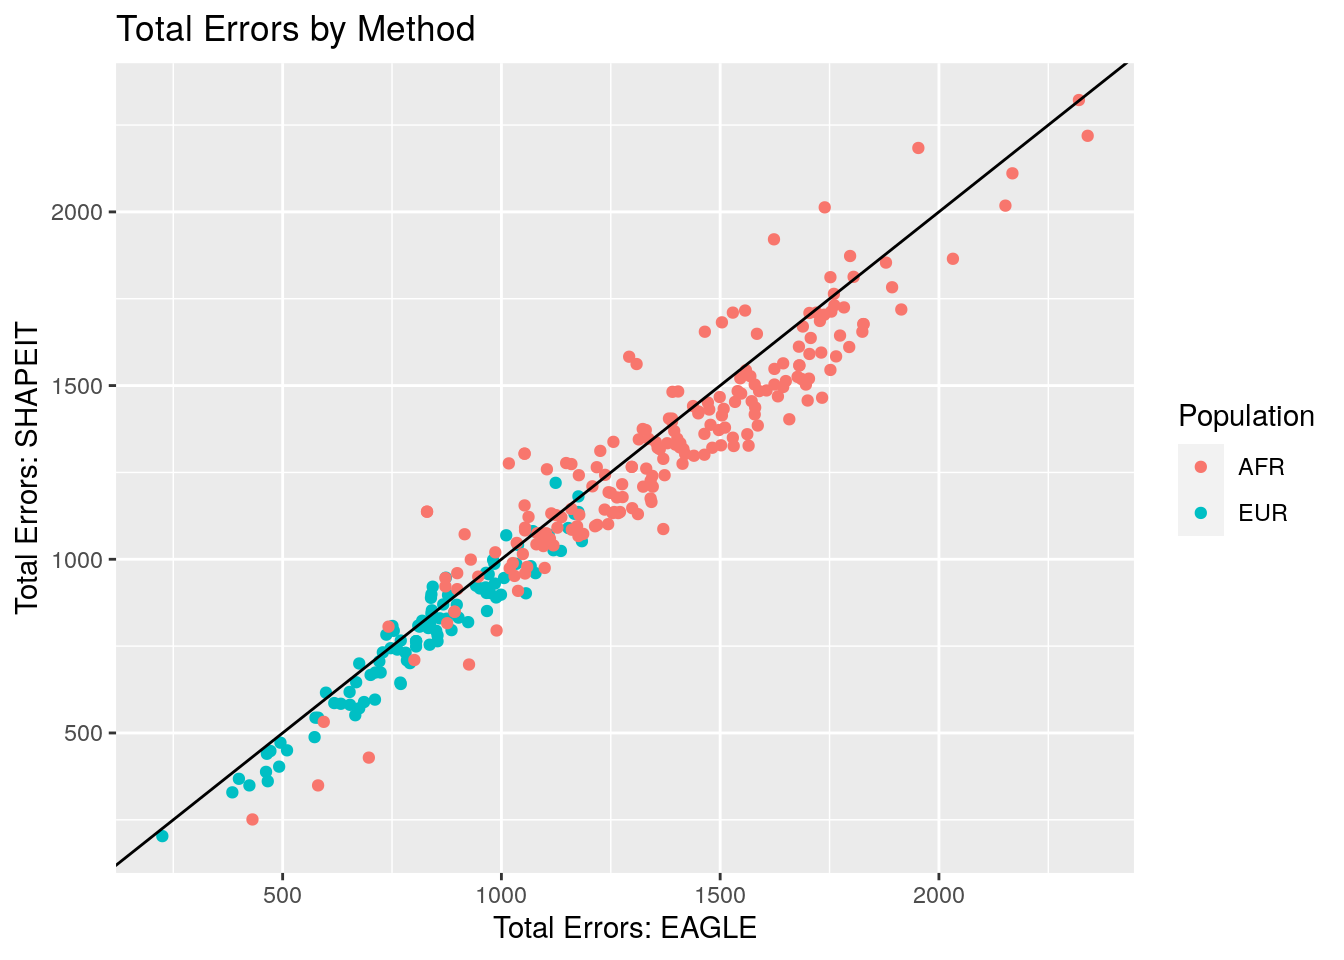 Total Errors by Method
Total Errors: SHAPEIT
2000
1500
1000
500
500 1000 1500 2000
Total Errors: EAGLE
Population
AFR
EUR